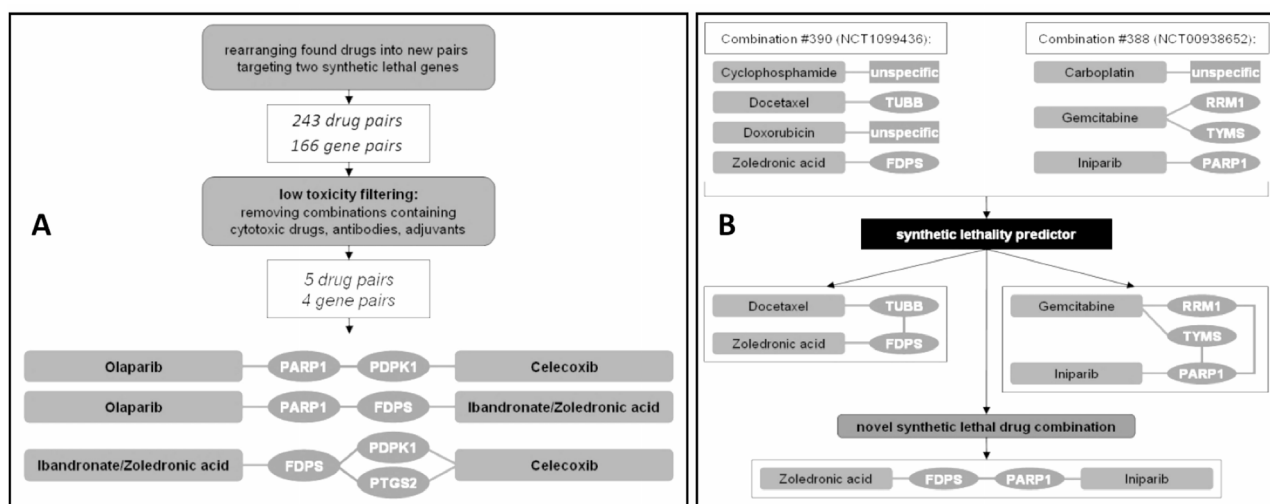 rearranging found drugs into new pairs
targeting two synthetic lethal genes
243 drug pairs
166 gene pairs
low toxicity filtering:
removing combinations containing
cytotoxic drugs, antibodies, adjuvants
A
5 drug pairs
4 gene pairs
Olaparib PARP1 PDPK1 Celecoxib
Olaparib PARP1 FDPS Ibandronate/Zoledronic acid
Ibandronate/Zoledronic acid FDPS PDPK1 PTGS2 Celecoxib
Combination #390 (NCT1099436):
Cyclophosphamide unspecific
Docetaxel TUBB
Doxorubicin unspecific
Zoledronic acid FDPS
Combination #388 (NCT00938652):
Carboplatin unspecific
Gemcitabine RRM1
TYMS
Iniparib PARP1
B
synthetic lethality predictor
Docetaxel TUBB
Zoledronic acid FDPS
Gemcitabine RRM1
TYMS
Iniparib PARP1
novel synthetic lethal drug combination
Zoledronic acid FDPS PARP1 Iniparib